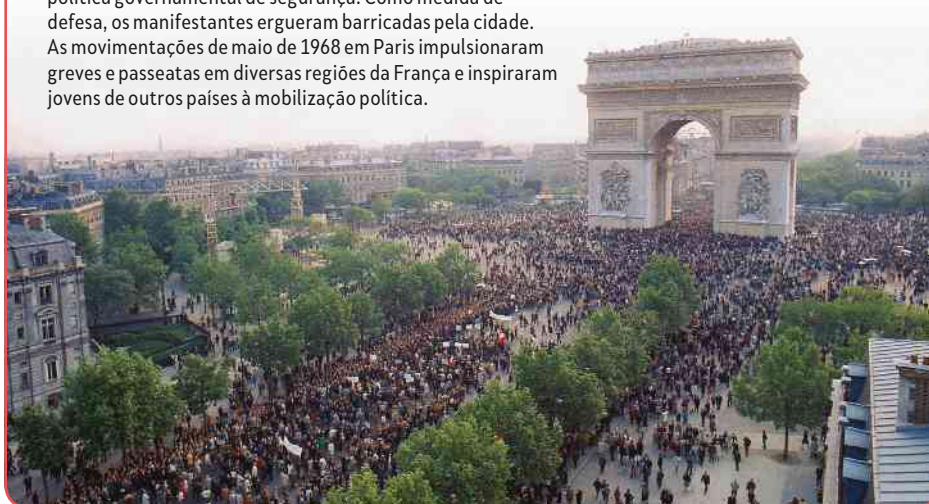 política governamental de segurança. Como medida de
defesa, os manifestantes ergueram barricadas pela cidade.
As movimentações de maio de 1968 em Paris impulsionaram
greves e passeatas em diversas regiões da França e inspiraram
jovens de outros países à mobilização política.